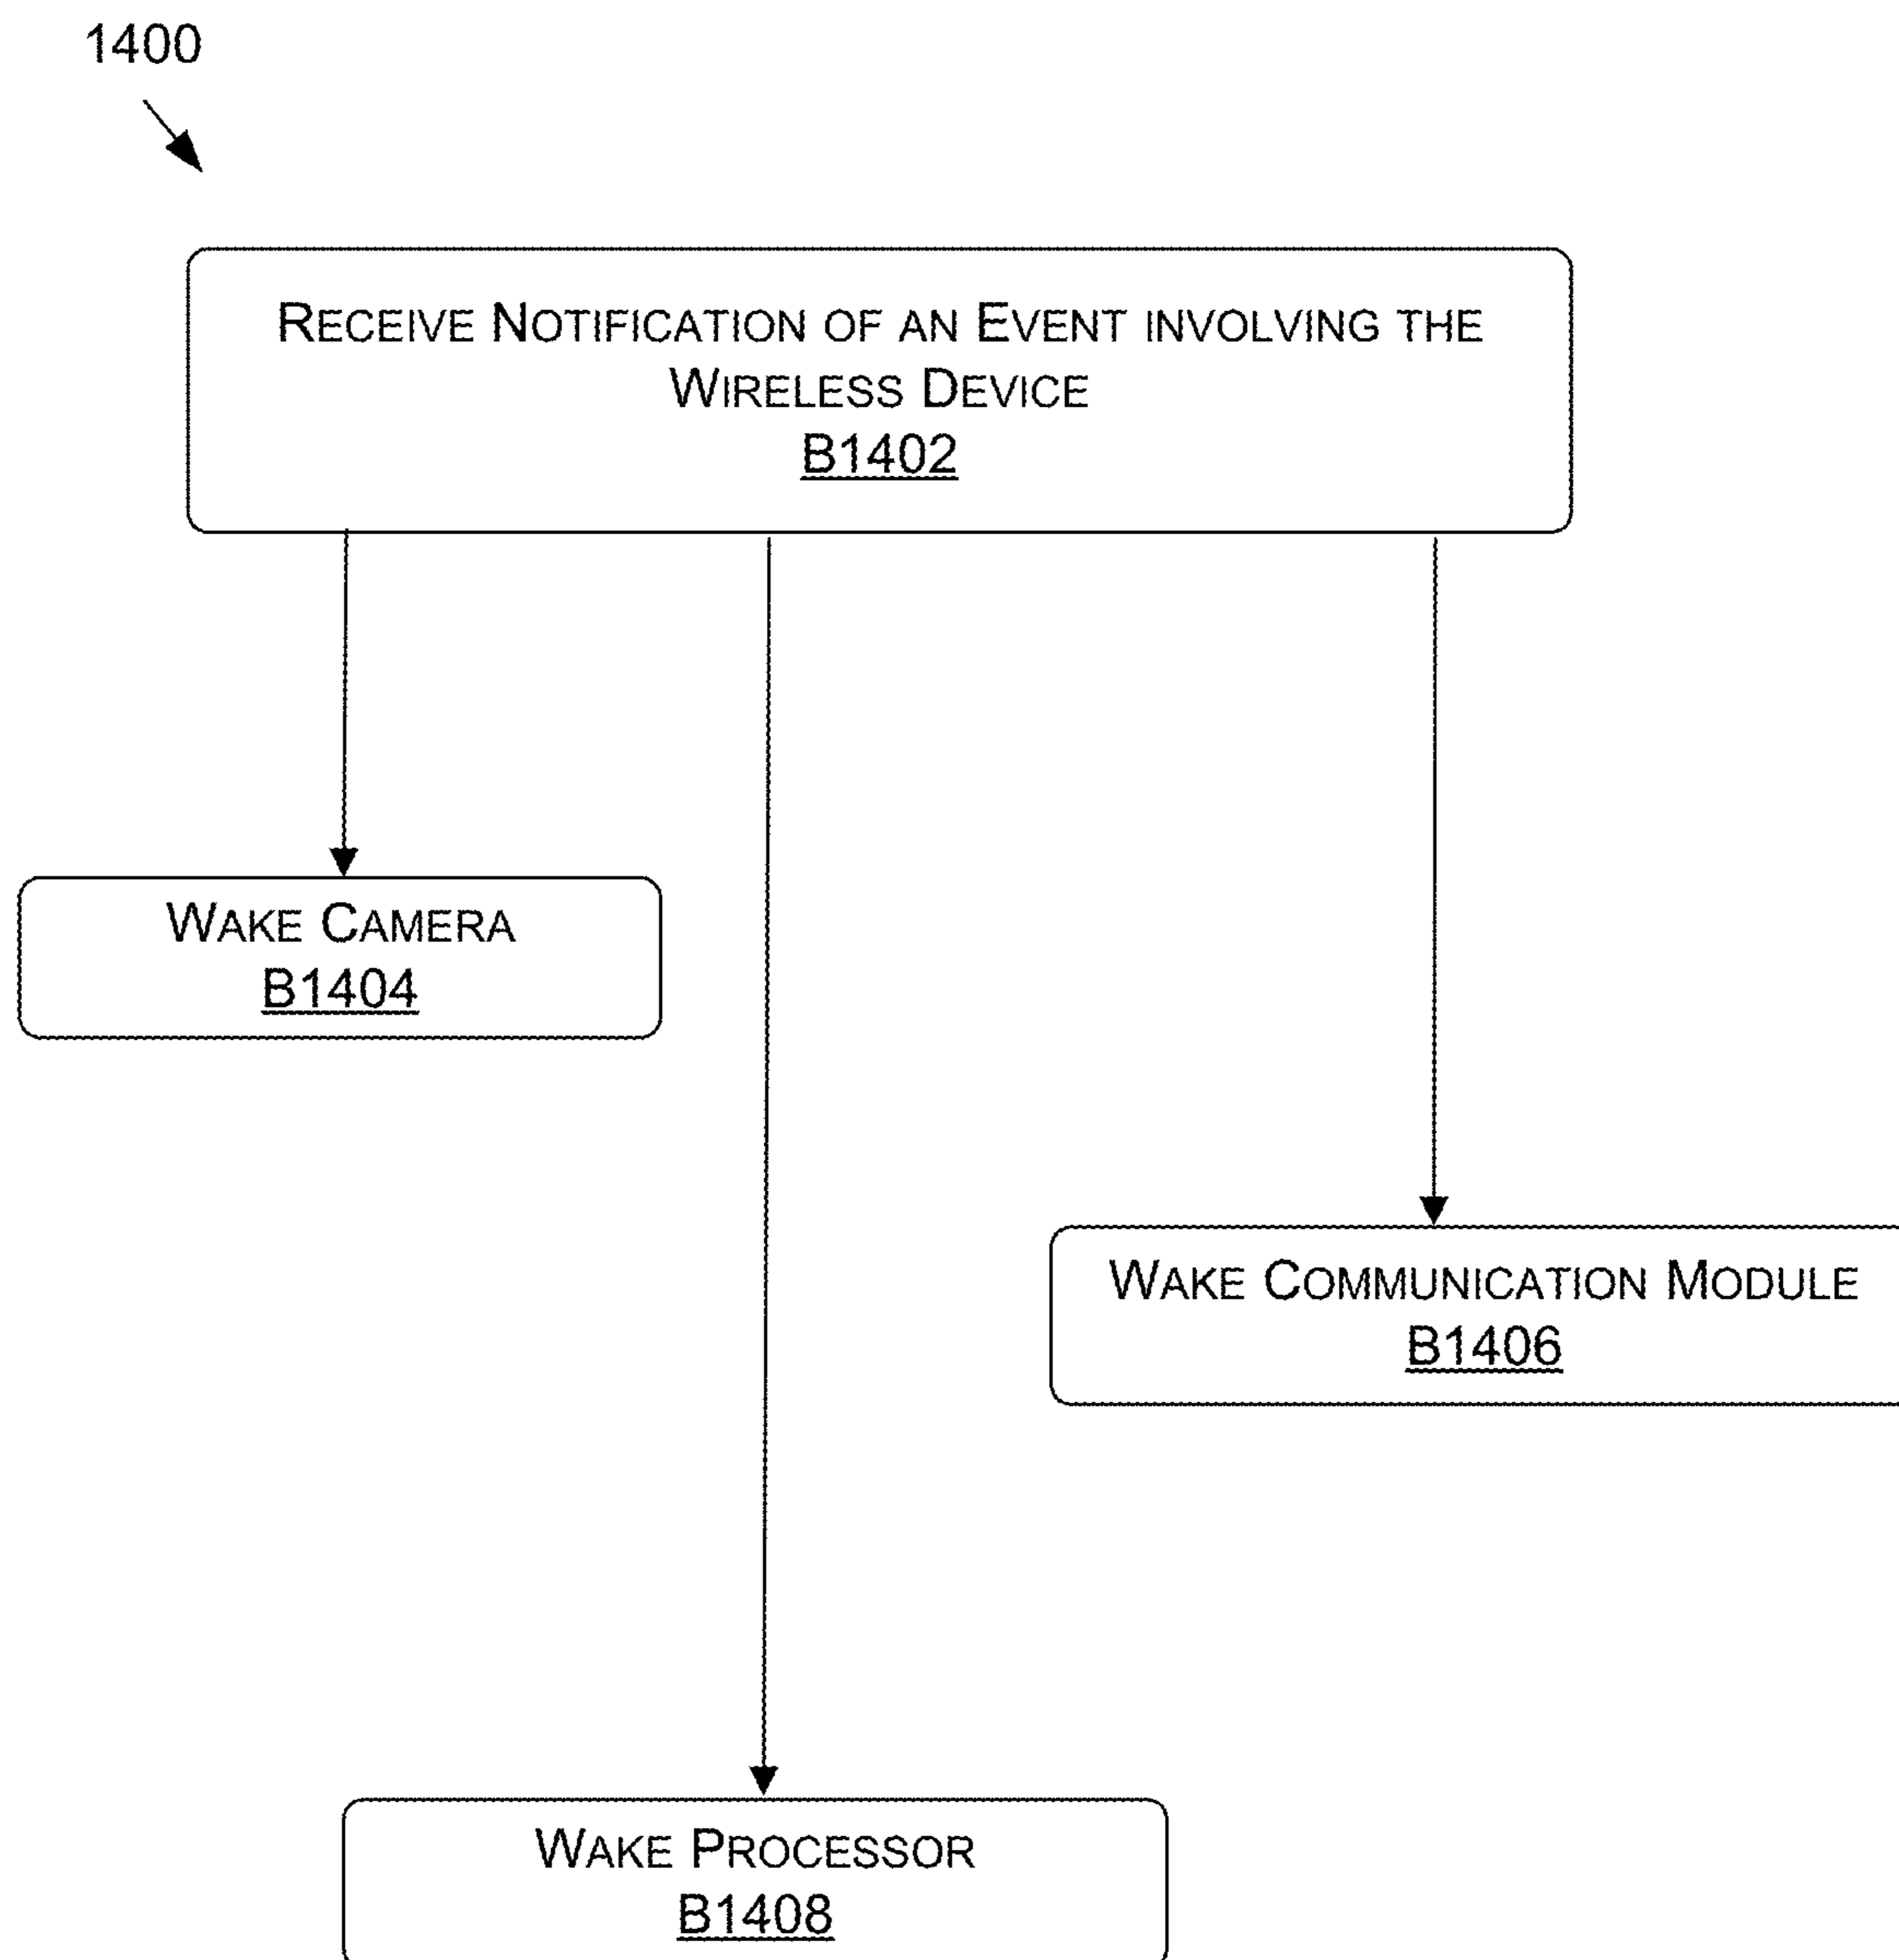 1400
Receive Notification of an Event involving the
Wireless Device
B1402
Wake Camera
B1404
Wake Communication Module
B1406
Wake Processor
B1408